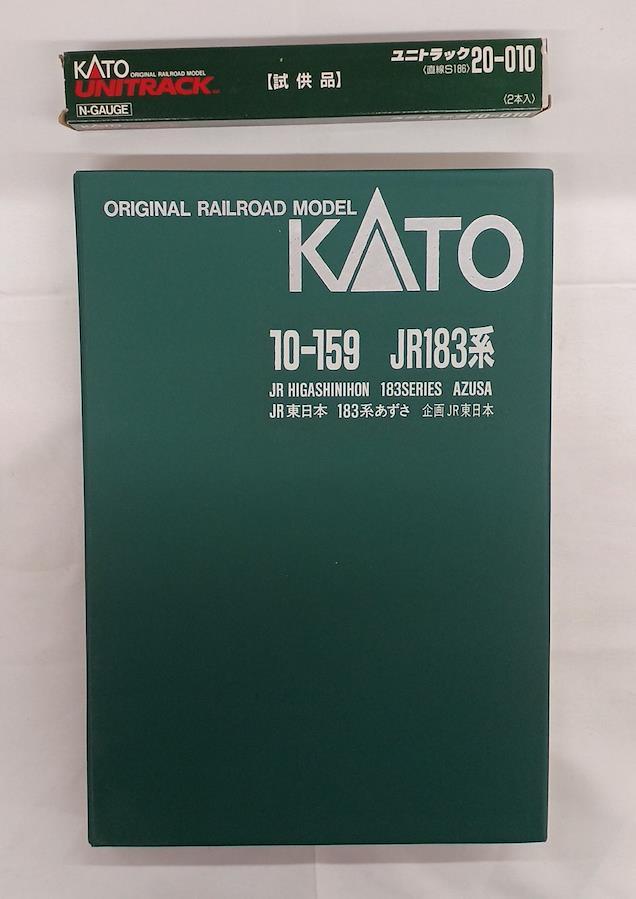 KATO ORIGINAL RAILROAD MODEL
UNITRACK
N-GAUGE
【試供品】
ユニトラック 20-010
〈直線S186〉
〈2本入〉
KATO
ORIGINAL RAILROAD MODEL
KATO
10-159 JR183系
JR HIGASHINIHON 183SERIES AZUSA
JR東日本 183系あずさ 企画JR東日本